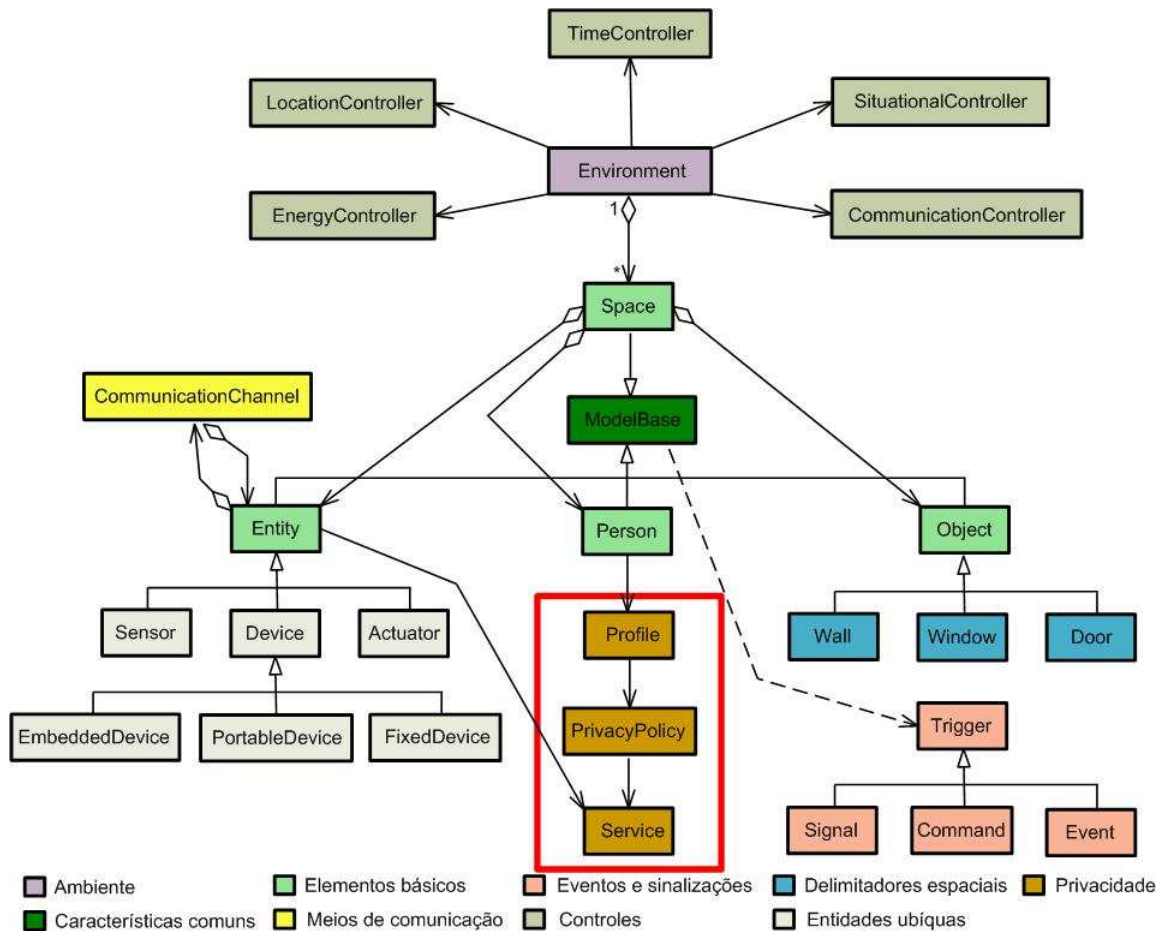 TimeController
LocationController
SituationalController
Environment
EnergyController
CommunicationController
1
*
Space
CommunicationChannel
ModelBase
Entity
Person
Object
Sensor
Device
Actuator
Profile
Wall
Window
Door
EmbeddedDevice
PortableDevice
FixedDevice
PrivacyPolicy
Trigger
Service
Signal
Command
Event
Ambiente
Elementos básicos
Eventos e sinalizações
Delimitadores espaciais
Privacidade
Características comuns
Meios de comunicação
Controles
Entidades ubíquas